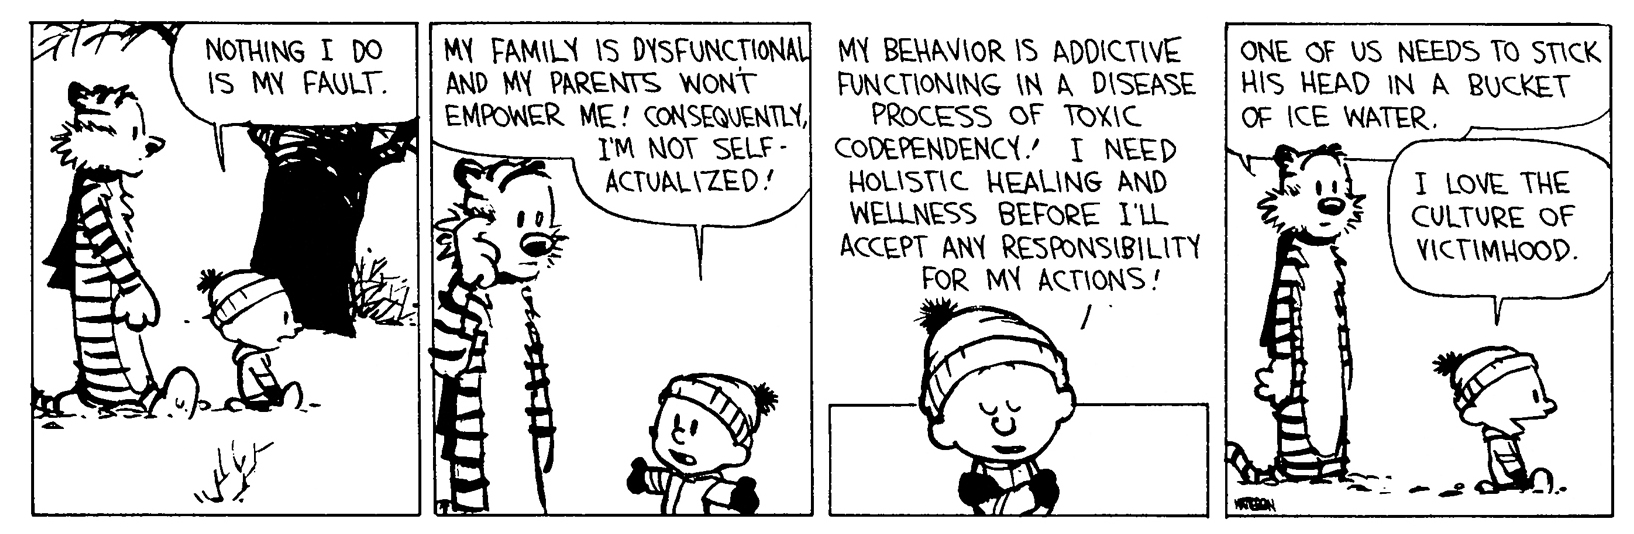 NOTHING I DO
IS MY FAULT.
MY FAMILY IS DYSFUNCTIONAL
AND MY PARENTS WON'T
EMPOWER ME! CONSEQUENTLY,
I'M NOT SELF-
ACTUALIZED!
MY BEHAVIOR IS ADDICTIVE
FUNCTIONING IN A DISEASE
PROCESS OF TOXIC
CODEPENDENCY! I NEED
HOLISTIC HEALING AND
WELLNESS BEFORE I'LL
ACCEPT ANY RESPONSIBILITY
FOR MY ACTIONS!
ONE OF US NEEDS TO STICK
HIS HEAD IN A BUCKET
OF ICE WATER.
I LOVE THE
CULTURE OF
VICTIMHOOD.
WATTERSON